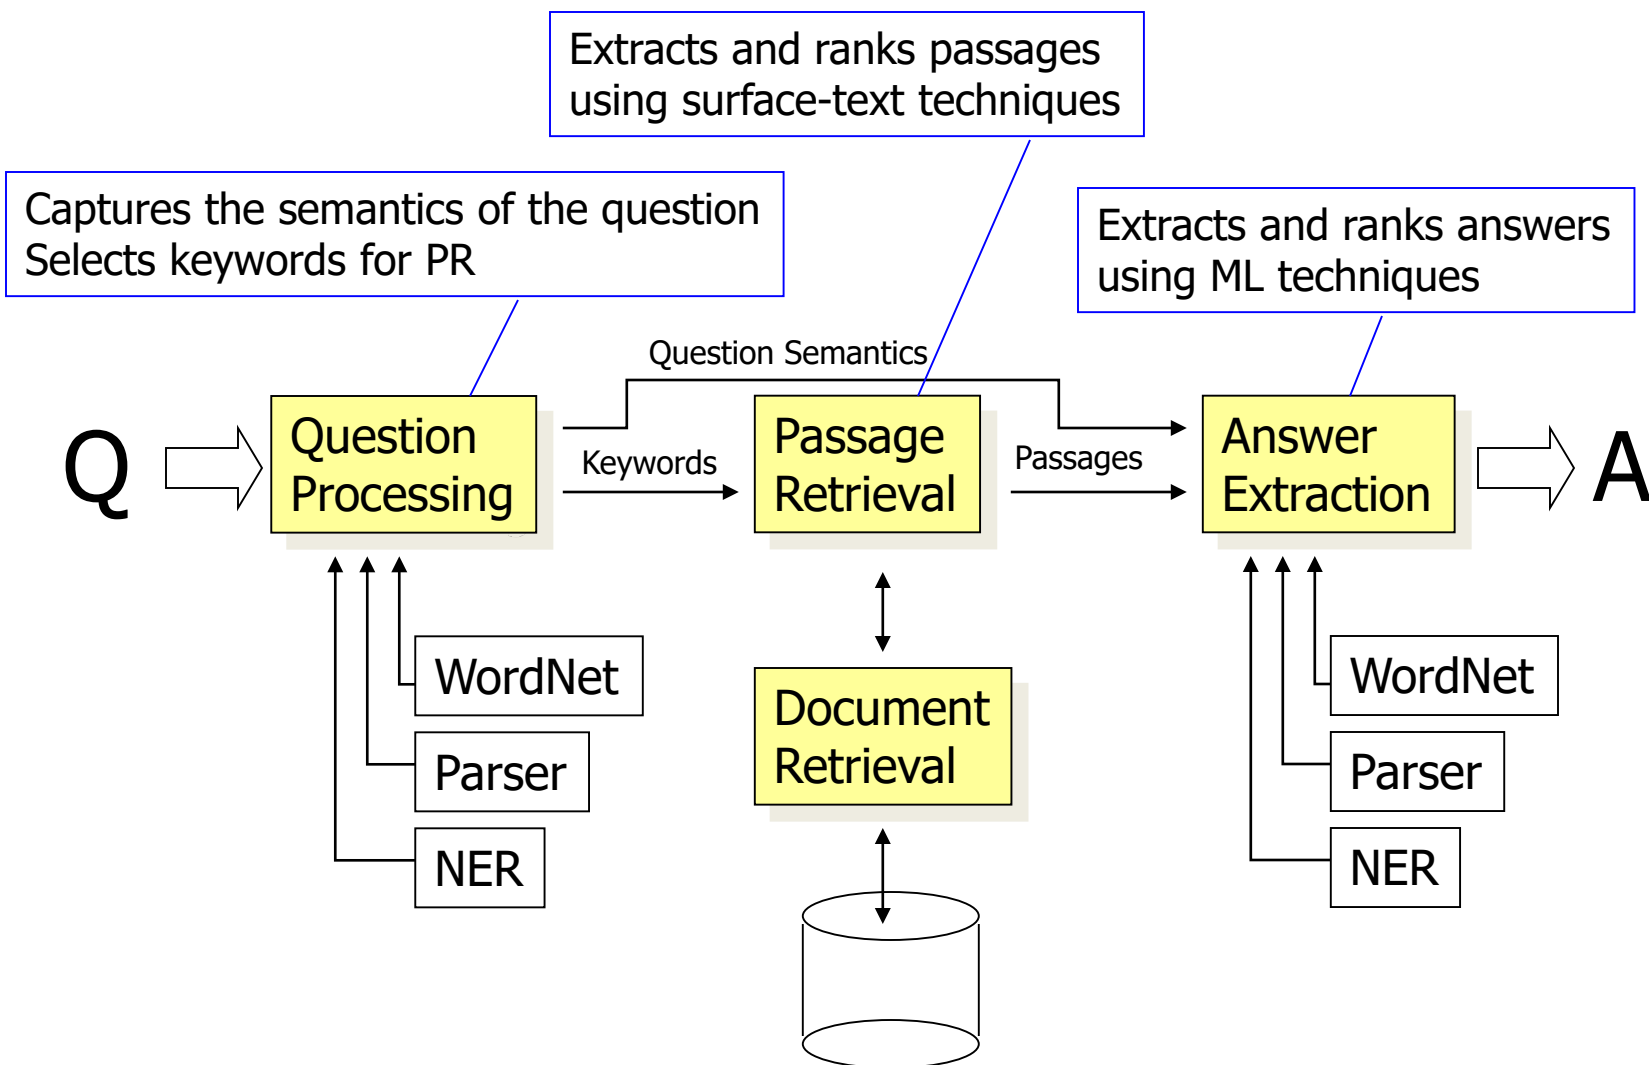 Extracts and ranks passages
using surface-text techniques
Captures the semantics of the question
Selects keywords for PR
Extracts and ranks answers
using ML techniques
Question Semantics
Q
Question
Processing
Keywords
Passage
Retrieval
Passages
Answer
Extraction
A
WordNet
Parser
NER
Document
Retrieval
WordNet
Parser
NER